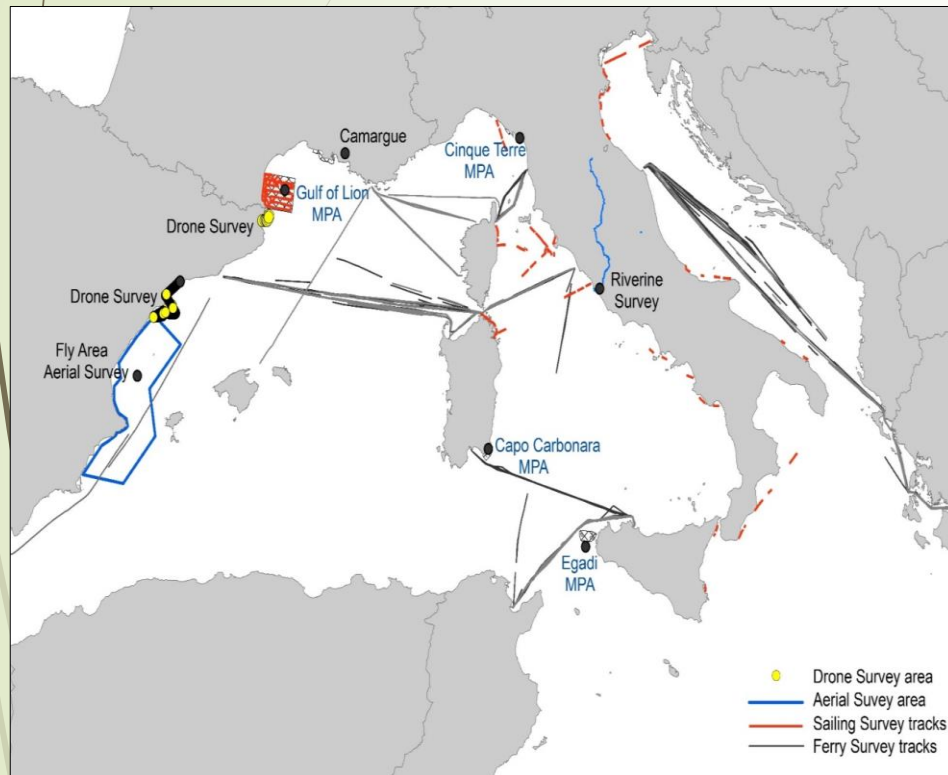 Camargue
Cinque Terre
MPA
Gulf of Lion
MPA
Drone Survey
Drone Survey
Riverine
Survey
Fly Area
Aerial Survey
Capo Carbonara
MPA
Egadi
MPA
Drone Survey area
Aerial Suvey area
Sailing Survey tracks
Ferry Survey tracks